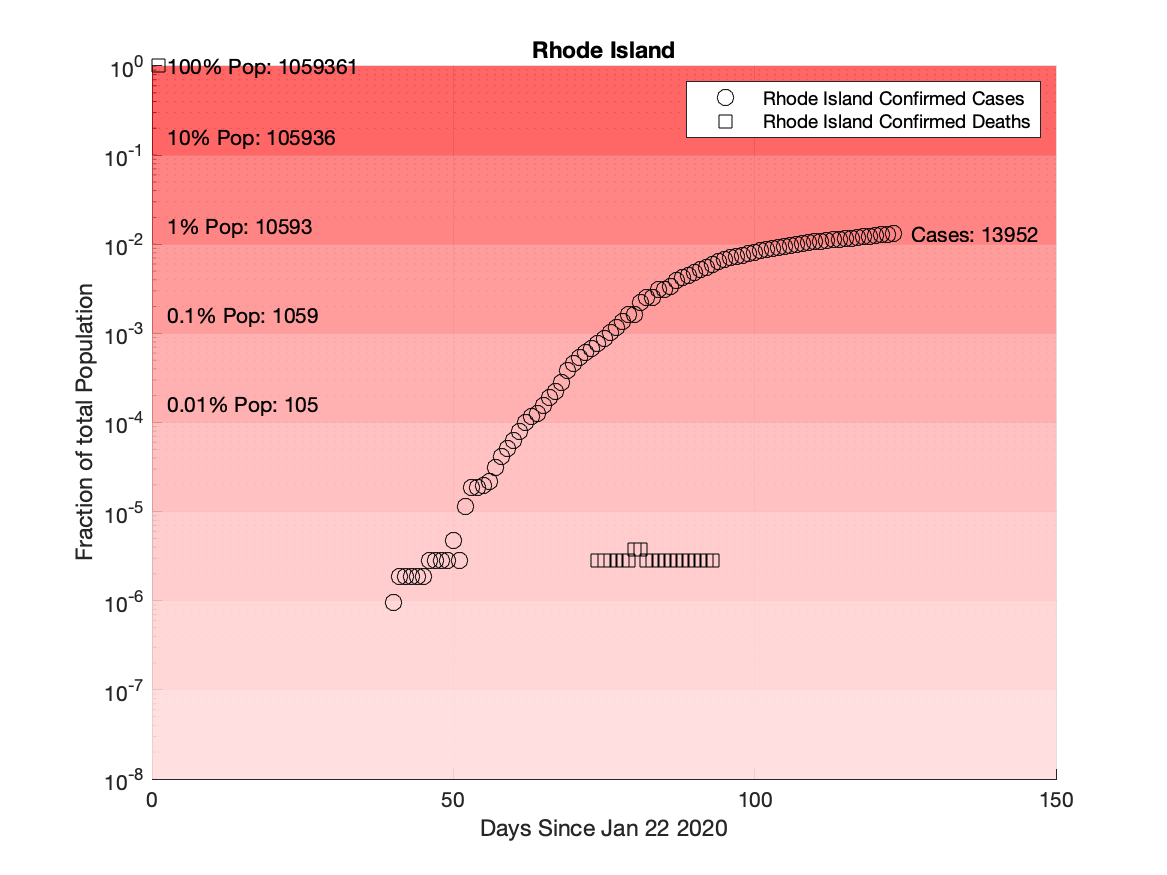 Rhode Island
10^0
100% Pop: 1059361
Rhode Island Confirmed Cases
Rhode Island Confirmed Deaths
10% Pop: 105936
10^-1
1% Pop: 10593
10^-2
Cases: 13952
0.1% Pop: 1059
10^-3
0.01% Pop: 105
10^-4
10^-5
10^-6
10^-7
10^-8
Fraction of total Population
0 50 100 150
Days Since Jan 22 2020